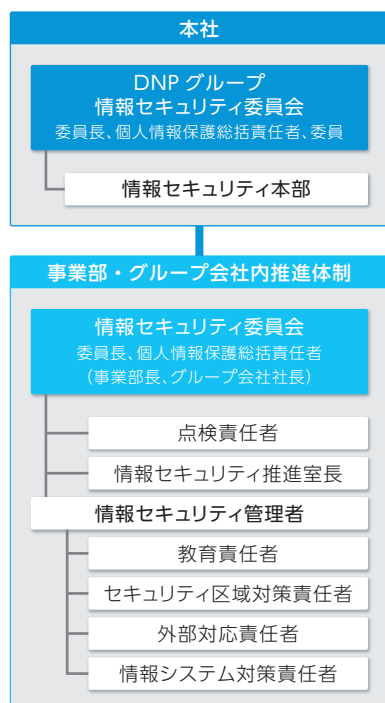 本社
DNP グループ
情報セキュリティ委員会
委員長、個人情報保護総括責任者、委員
情報セキュリティ本部
事業部・グループ会社内推進体制
情報セキュリティ委員会
委員長、個人情報保護総括責任者
（事業部長、グループ会社社長）
点検責任者
情報セキュリティ推進室長
情報セキュリティ管理者
教育責任者
セキュリティ区域対策責任者
外部対応責任者
情報システム対策責任者